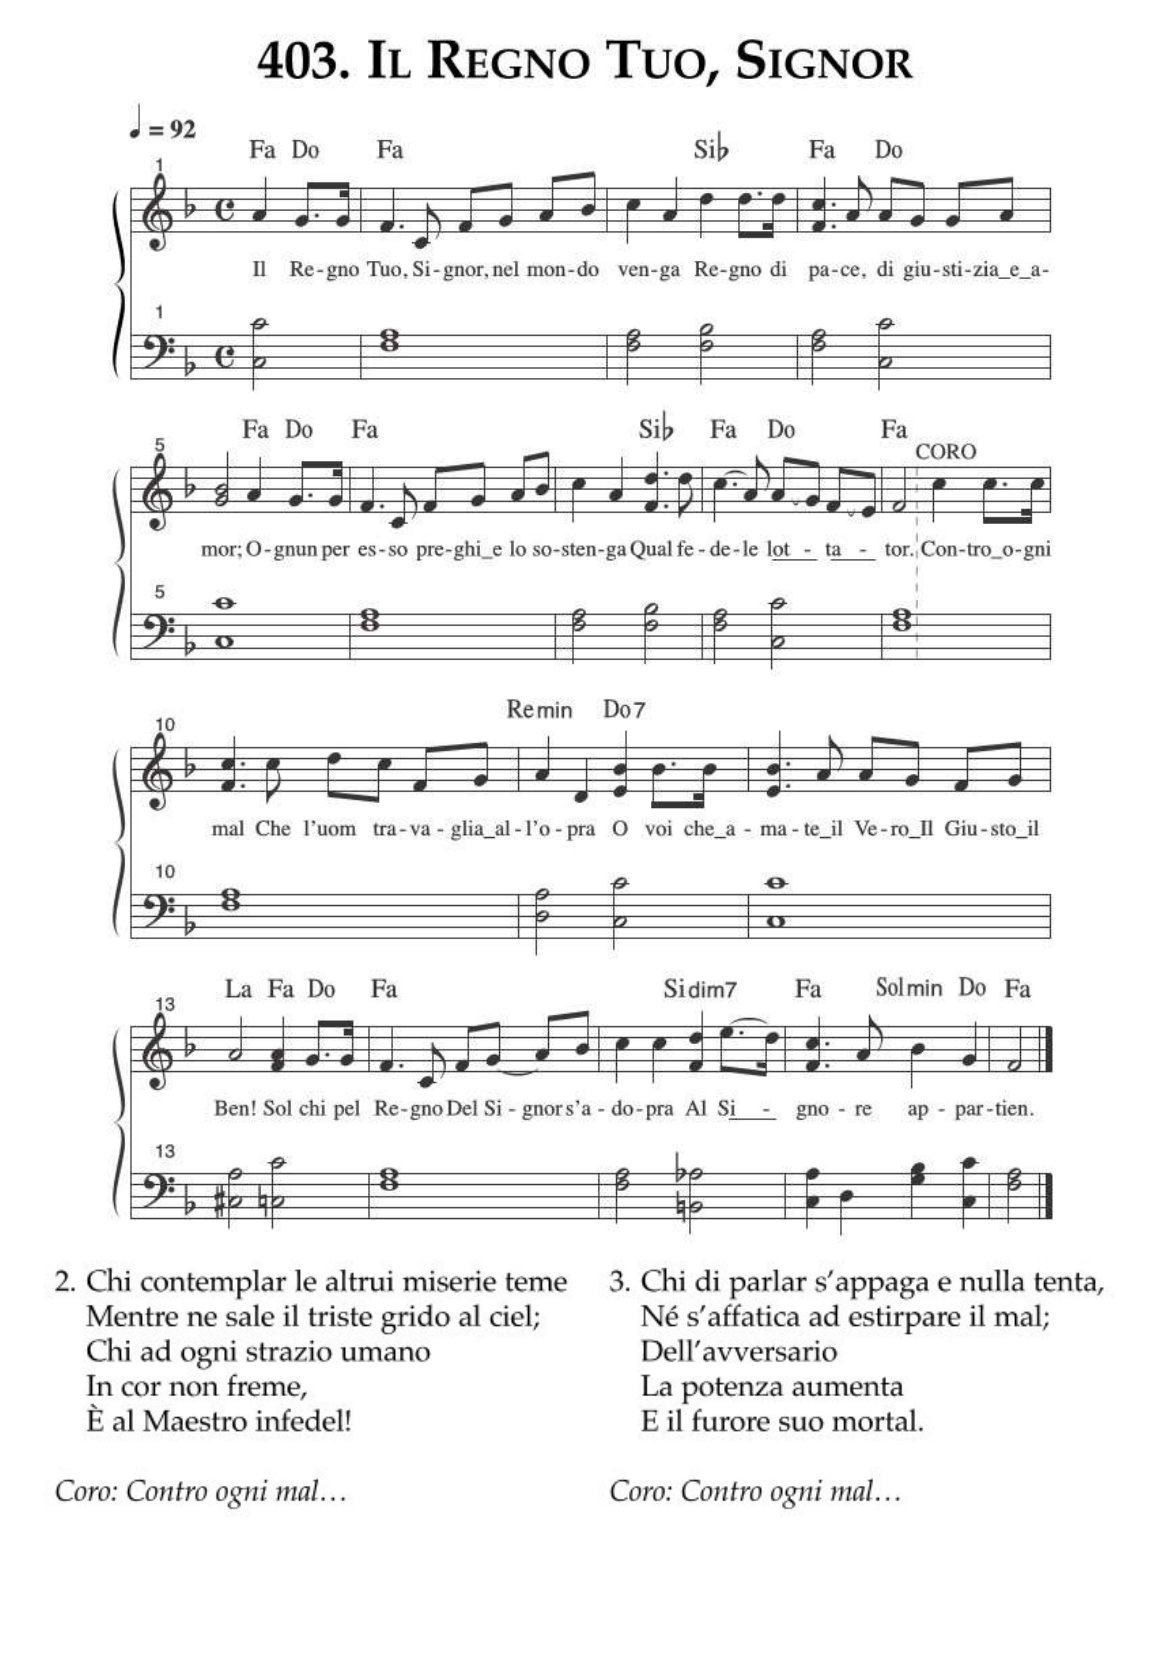 403. Il Regno Tuo, Signor
♩ = 92
Fa Do Fa Si♭ Fa Do
1
Il Re-gno Tuo, Si-gnor, nel mon-do ven-ga Re-gno di pa-ce, di giu-sti-zia_e_a-
1
Fa Do Fa Si♭ Fa Do Fa
5
CORO
mor; O-gnun per es-so pre-ghi_e lo so-sten-ga Qual fe-de-le lot - ta - tor. Con-tro_o-gni
5
Re min Do7
10
mal Che l'uom tra-va-glia_al-l'o-pra O voi che_a-ma-te_il Ve-ro_Il Giu-sto_il
10
La Fa Do Fa Si dim7 Fa Sol min Do Fa
13
Ben! Sol chi pel Re-gno Del Si-gnor s'a-do-pra Al Si - gno-re ap-par-tien.
13
2. Chi contemplar le altrui miserie teme
Mentre ne sale il triste grido al ciel;
Chi ad ogni strazio umano
In cor non freme,
È al Maestro infedel!
Coro: Contro ogni mal…
3. Chi di parlar s'appaga e nulla tenta,
Né s'affatica ad estirpare il mal;
Dell'avversario
La potenza aumenta
E il furore suo mortal.
Coro: Contro ogni mal…